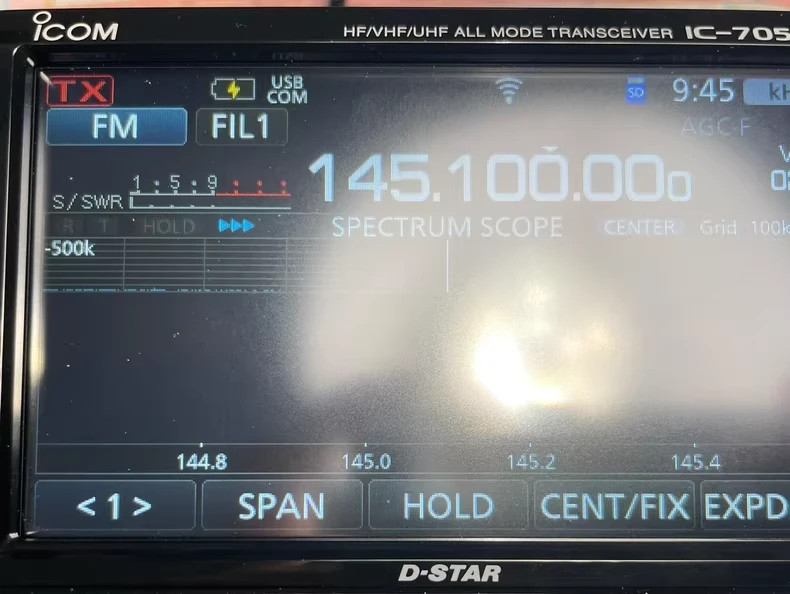 ICOM HF/VHF/UHF ALL MODE TRANSCEIVER IC-705
TX USB COM SD 9:45
FM FIL1 AGC-F
145.100.000
S/SWR 1 5 9
R T HOLD SPECTRUM SCOPE CENTER Grid 100k
-500k
144.8 145.0 145.2 145.4
<1> SPAN HOLD CENT/FIX EXPD
D-STAR